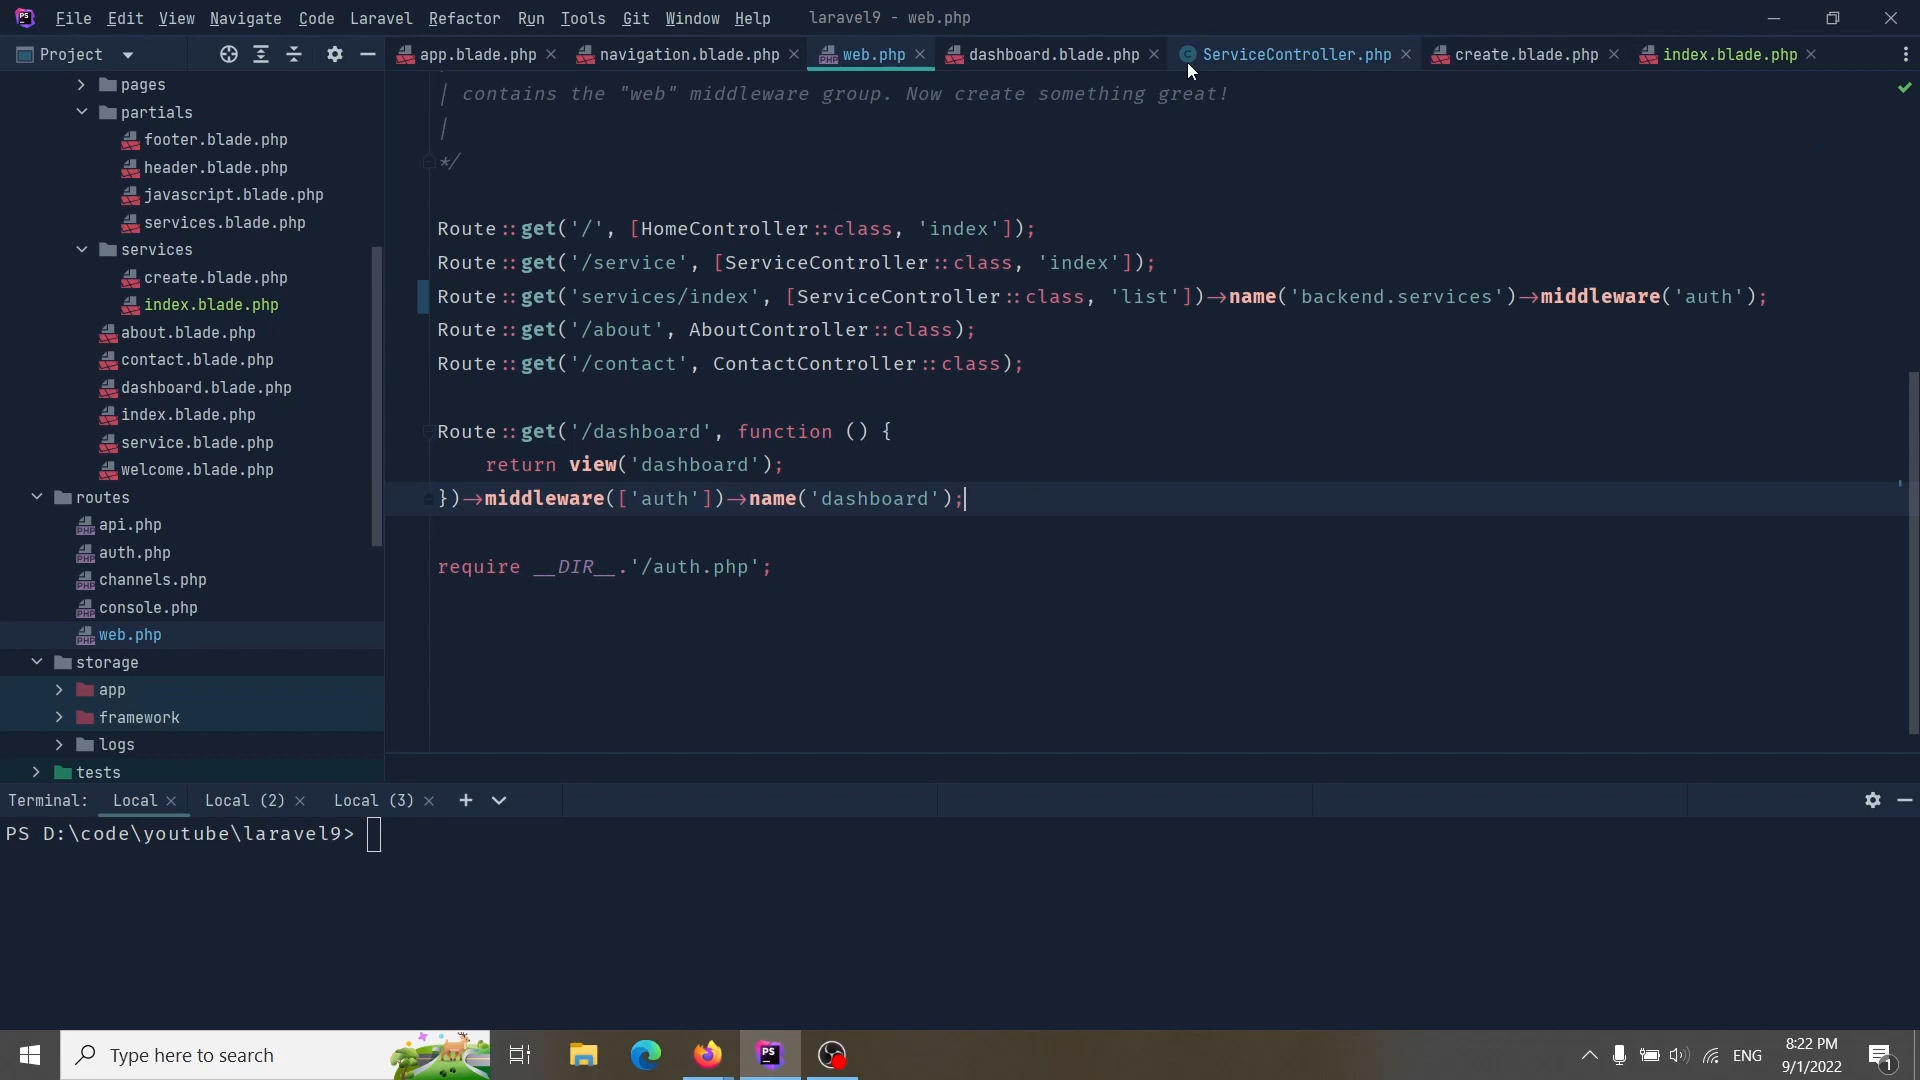 PS File Edit View Navigate Code Laravel Refactor Run Tools Git Window Help laravel9 - web.php
Project app.blade.php navigation.blade.php web.php dashboard.blade.php ServiceController.php create.blade.php index.blade.php
pages
partials
footer.blade.php
header.blade.php
javascript.blade.php
services.blade.php
services
create.blade.php
index.blade.php
about.blade.php
contact.blade.php
dashboard.blade.php
index.blade.php
service.blade.php
welcome.blade.php
routes
api.php
auth.php
channels.php
console.php
web.php
storage
app
framework
logs
tests
| contains the "web" middleware group. Now create something great!
|
*/
Route::get('/', [HomeController::class, 'index']);
Route::get('/service', [ServiceController::class, 'index']);
Route::get('services/index', [ServiceController::class, 'list'])->name('backend.services')->middleware('auth');
Route::get('/about', AboutController::class);
Route::get('/contact', ContactController::class);
Route::get('/dashboard', function () {
return view('dashboard');
})->middleware(['auth'])->name('dashboard');
require __DIR__.'/auth.php';
Terminal: Local Local (2) Local (3)
PS D:\code\youtube\laravel9>
Type here to search
PS
ENG
8:22 PM
9/1/2022
1